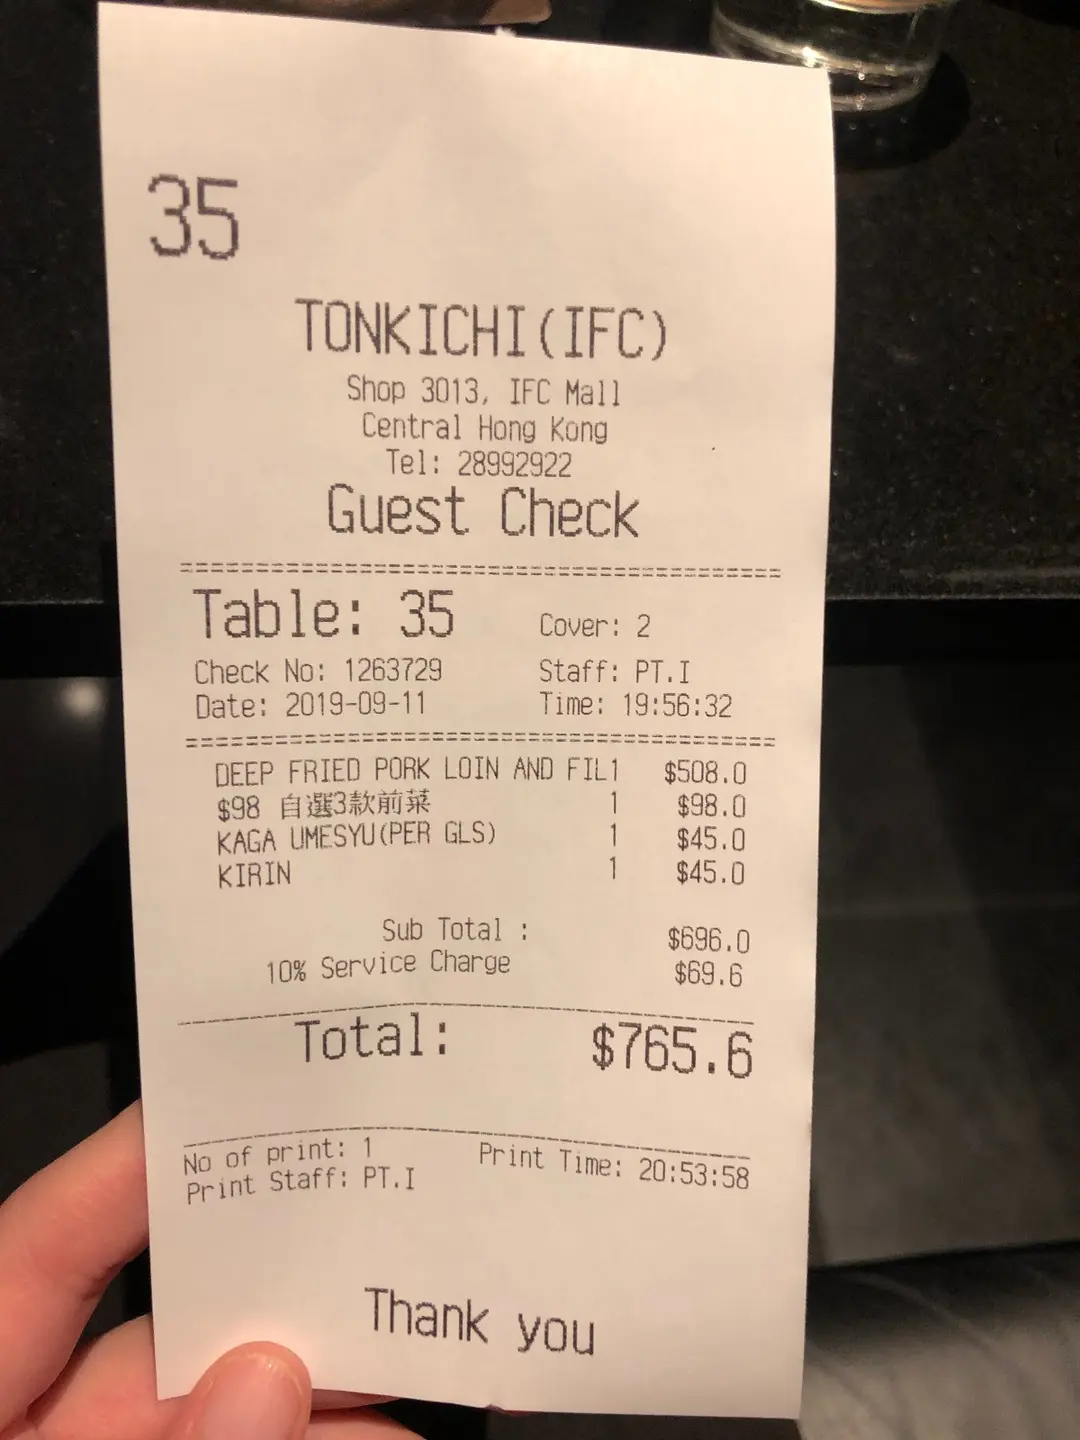 35
TONKICHI(IFC)
Shop 3013, IFC Mall
Central Hong Kong
Tel: 28992922
Guest Check
========================================
Table: 35 Cover: 2
Check No: 1263729 Staff: PT.I
Date: 2019-09-11 Time: 19:56:32
========================================
DEEP FRIED PORK LOIN AND FIL1 $508.0
$98 自選3款前菜 1 $98.0
KAGA UMESYU(PER GLS) 1 $45.0
KIRIN 1 $45.0
Sub Total : $696.0
10% Service Charge $69.6
Total: $765.6
No of print: 1 Print Time: 20:53:58
Print Staff: PT.I
Thank you